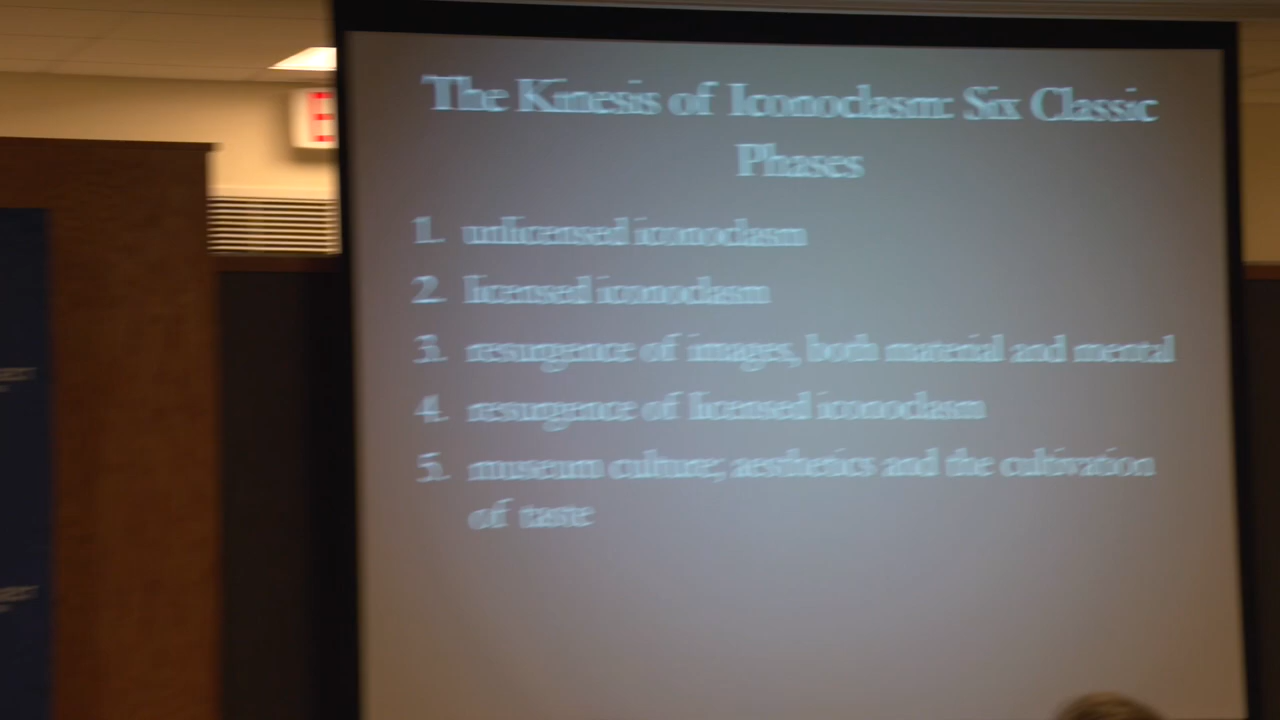 E
The Kinesis of Iconoclasm: Six Classic
Phases
1. unlicensed iconoclasm
2. licensed iconoclasm
3. resurgence of images, both material and mental
4. resurgence of licensed iconoclasm
5. museum culture; aesthetics and the cultivation
of taste